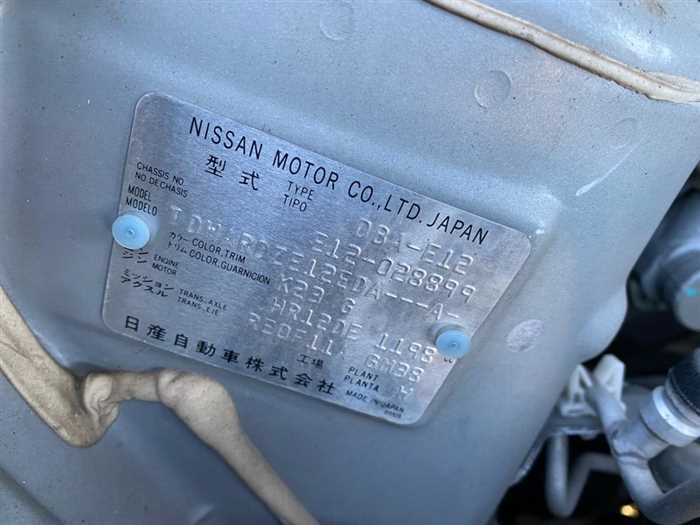 NISSAN MOTOR CO.,LTD. JAPAN
型式 TYPE TIPO DBA-E12
CHASSIS NO NO DE CHASIS E12-028899
MODEL MODELO
カラー COLOR,TRIM トリム COLOR,GUARNICION K23 G
エンジン ENGINE MOTOR HR12DE 1198 cc
ミッション TRANS. アクスル AXLE TRANS., EJE RE0F11A GM38
工場 PLANT PLANTA
日産自動車株式会社 MADE IN JAPAN